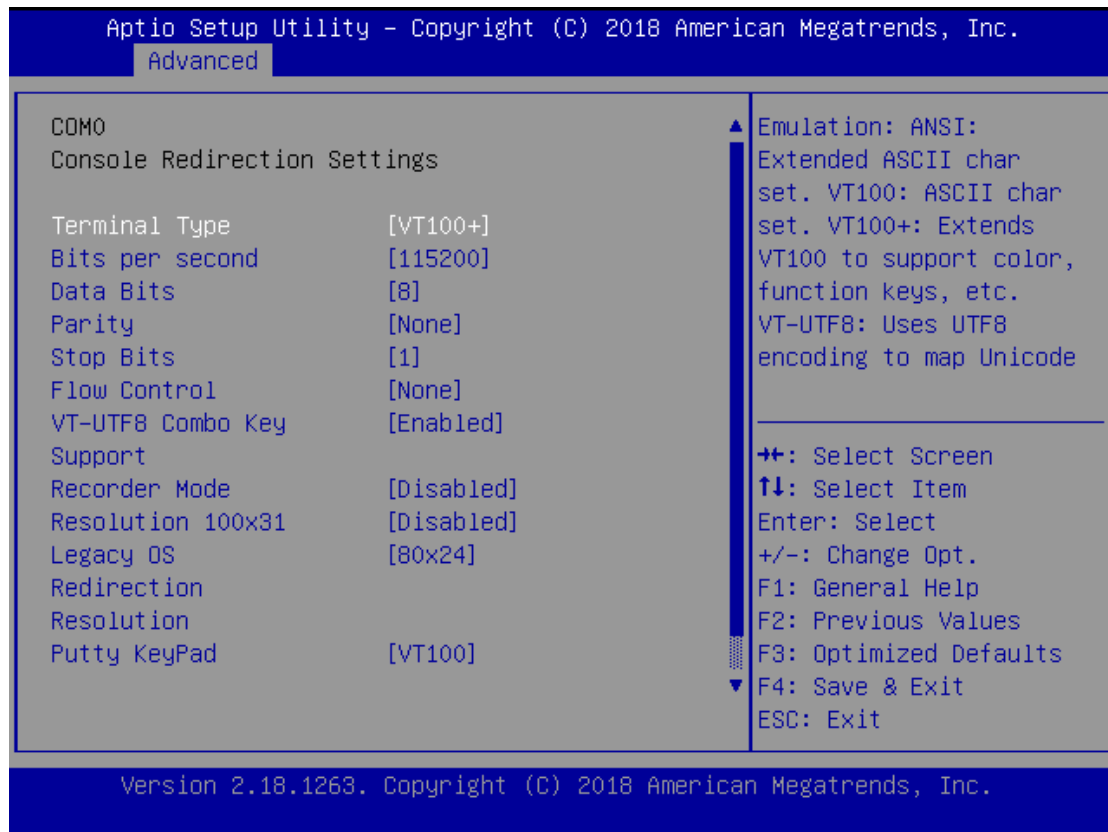 Aptio Setup Utility – Copyright (C) 2018 American Megatrends, Inc.
Advanced
COM0
Console Redirection Settings
Terminal Type [VT100+]
Bits per second [115200]
Data Bits [8]
Parity [None]
Stop Bits [1]
Flow Control [None]
VT-UTF8 Combo Key [Enabled]
Support
Recorder Mode [Disabled]
Resolution 100x31 [Disabled]
Legacy OS [80x24]
Redirection
Resolution
Putty KeyPad [VT100]
Emulation: ANSI:
Extended ASCII char
set. VT100: ASCII char
set. VT100+: Extends
VT100 to support color,
function keys, etc.
VT-UTF8: Uses UTF8
encoding to map Unicode
→←: Select Screen
↑↓: Select Item
Enter: Select
+/-: Change Opt.
F1: General Help
F2: Previous Values
F3: Optimized Defaults
F4: Save & Exit
ESC: Exit
Version 2.18.1263. Copyright (C) 2018 American Megatrends, Inc.